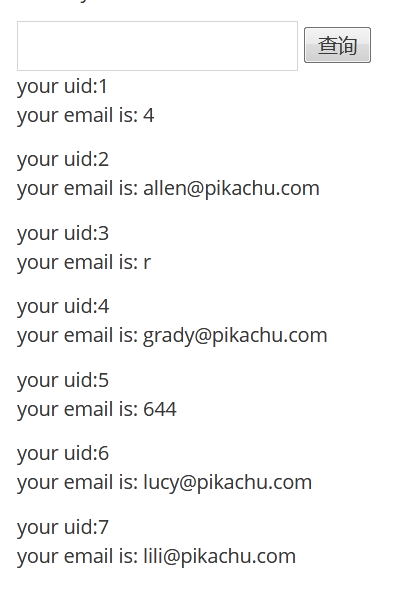 查询
your uid:1
your email is: 4
your uid:2
your email is: allen@pikachu.com
your uid:3
your email is: r
your uid:4
your email is: grady@pikachu.com
your uid:5
your email is: 644
your uid:6
your email is: lucy@pikachu.com
your uid:7
your email is: lili@pikachu.com